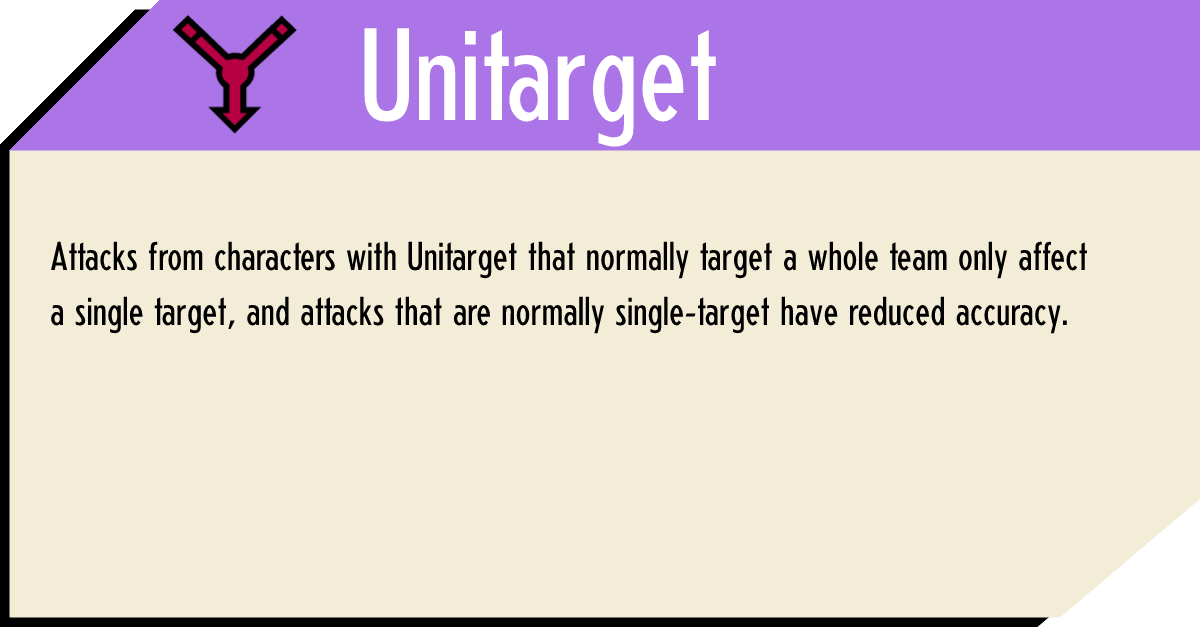 Unitarget
Attacks from characters with Unitarget that normally target a whole team only affect
a single target, and attacks that are normally single-target have reduced accuracy.